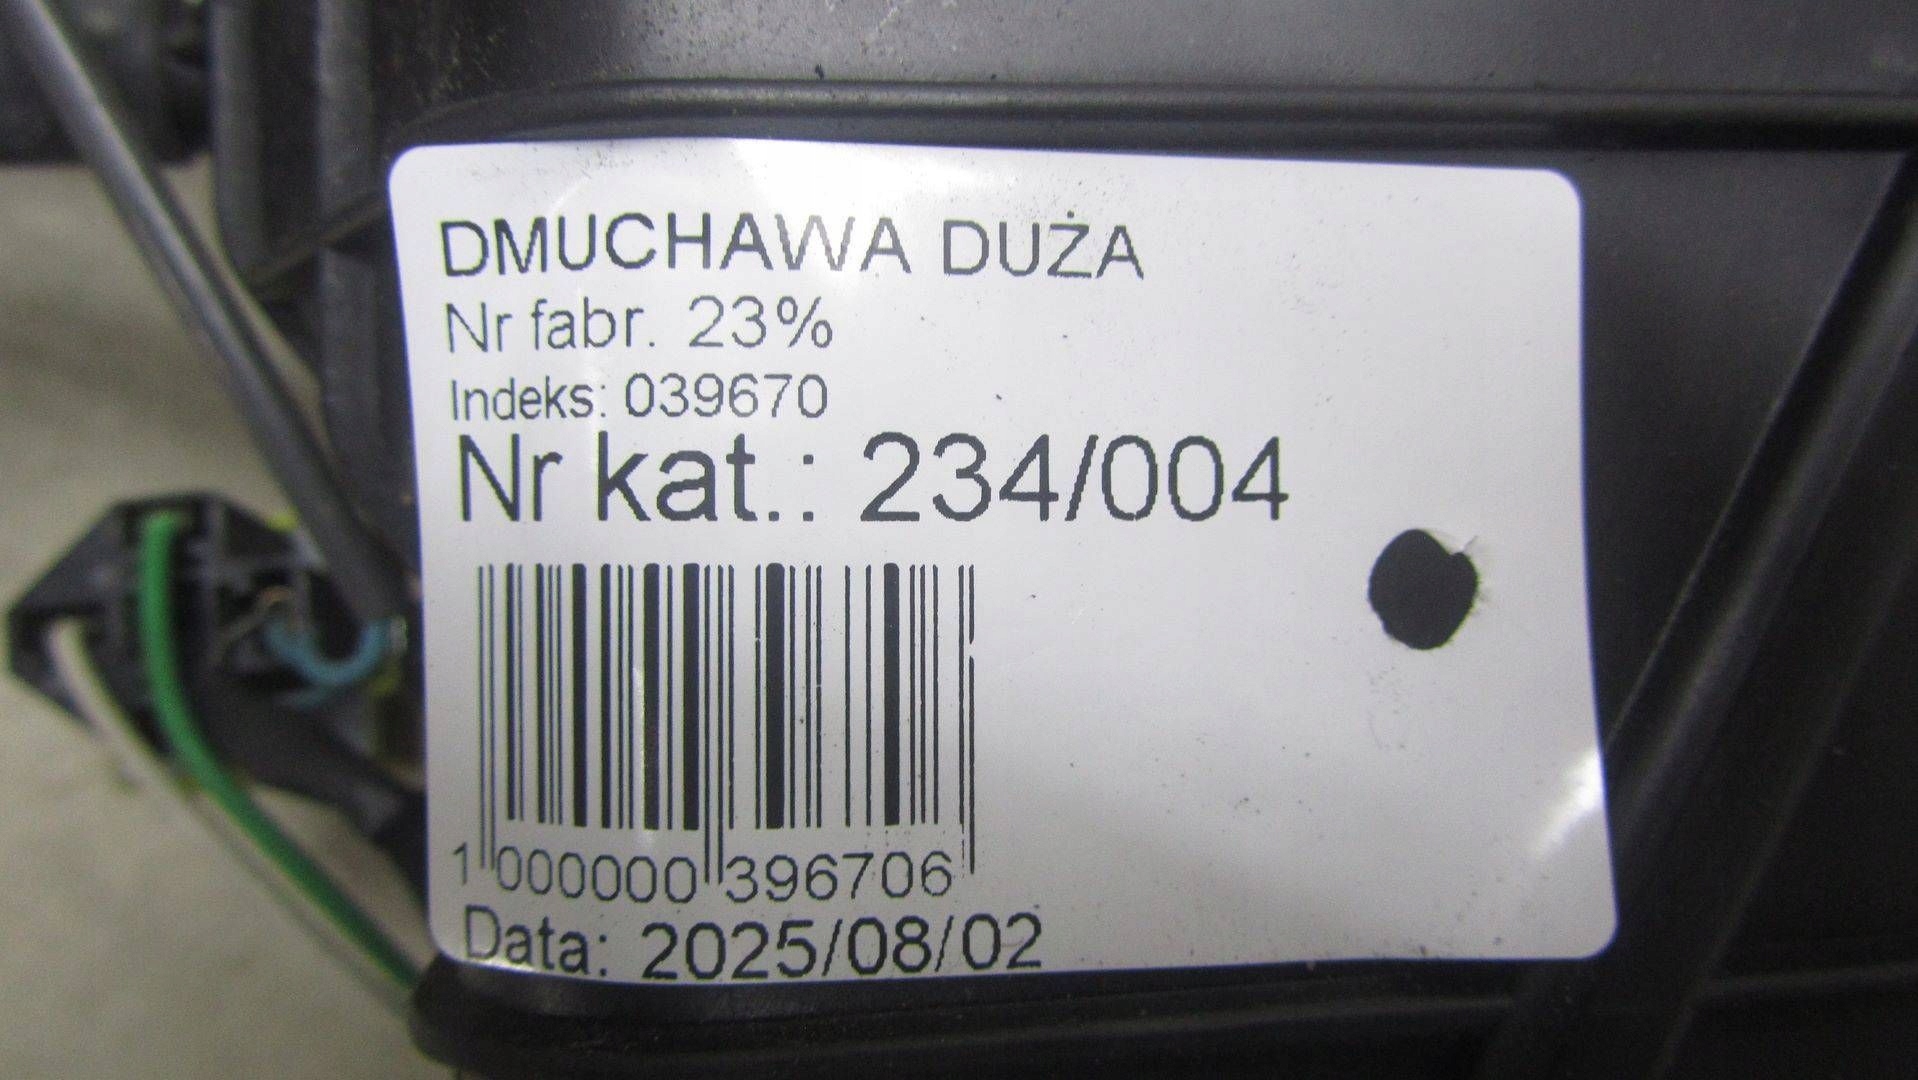 DMUCHAWA DUŻA
Nr fabr. 23%
Indeks: 039670
Nr kat.: 234/004
1 000000 396706
Data: 2025/08/02